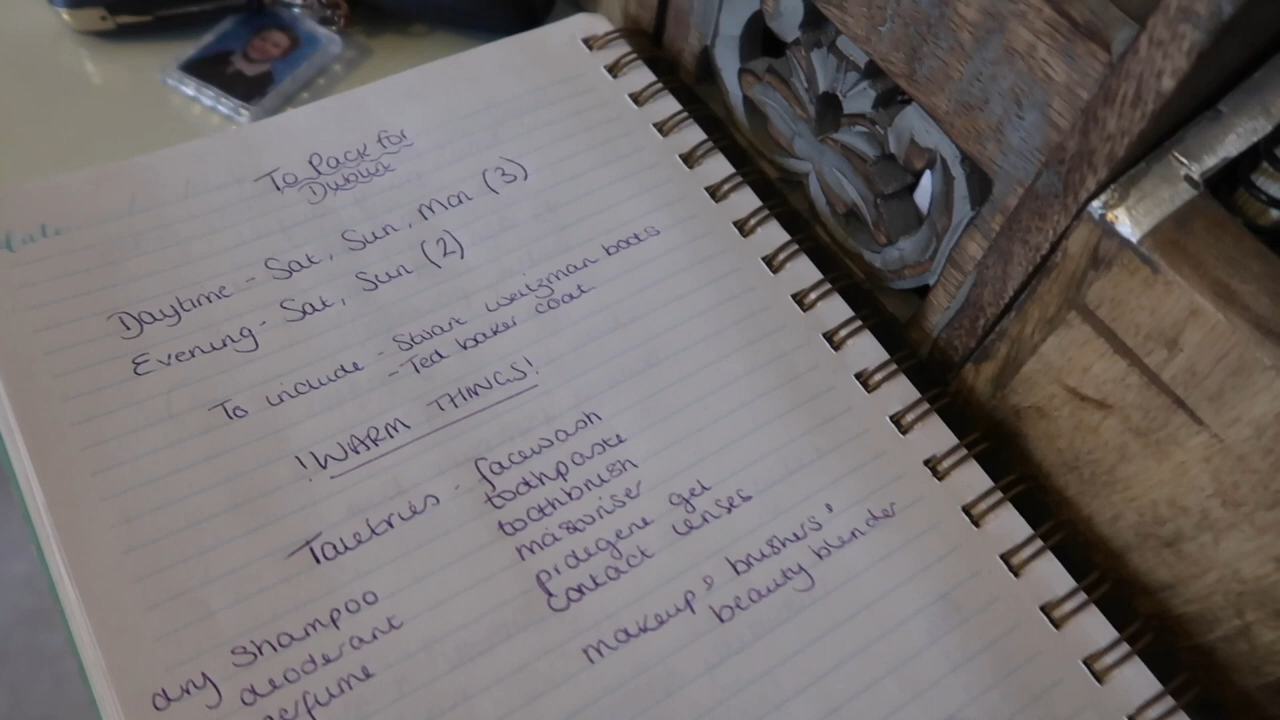 To Pack for
Dublin
Daytime - Sat, Sun, Mon (3)
Evening - Sat, Sun (2)
To include - Stuart weitzman boots
- Ted baker coat
!WARM THINGS!
Toiletries - facewash
toothpaste
toothbrush
moisturiser
gel
contact lenses
dry shampoo
deoderant
perfume
makeup, brushers,
beauty blender